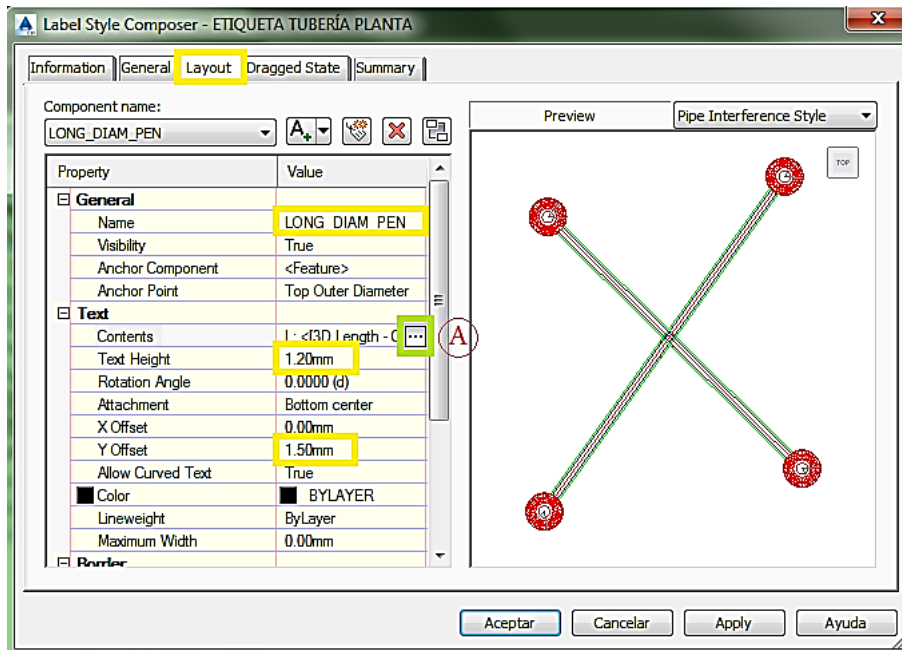 Label Style Composer - ETIQUETA TUBERÍA PLANTA
Information General Layout Dragged State Summary
Component name:
LONG_DIAM_PEN
Preview Pipe Interference Style
TOP
Property Value
General
Name LONG DIAM PEN
Visibility True
Anchor Component <Feature>
Anchor Point Top Outer Diameter
Text
Contents L: <[3D Length - C ... A
Text Height 1.20mm
Rotation Angle 0.0000 (d)
Attachment Bottom center
X Offset 0.00mm
Y Offset 1.50mm
Allow Curved Text True
Color BYLAYER
Lineweight ByLayer
Maximum Width 0.00mm
Border
Aceptar Cancelar Apply Ayuda